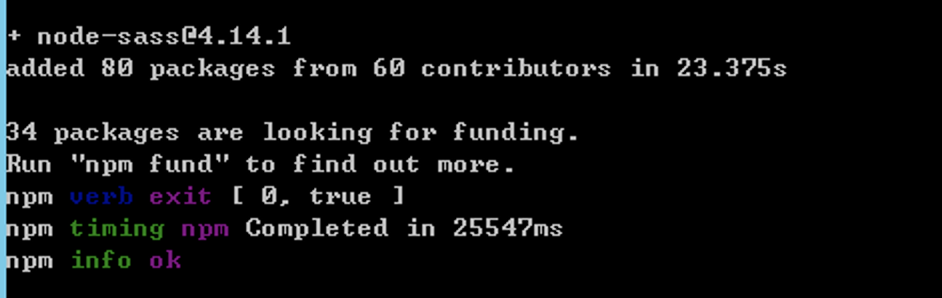 + node-sass@4.14.1
added 80 packages from 60 contributors in 23.375s
34 packages are looking for funding.
Run "npm fund" to find out more.
npm verb exit [ 0, true ]
npm timing npm Completed in 25547ms
npm info ok